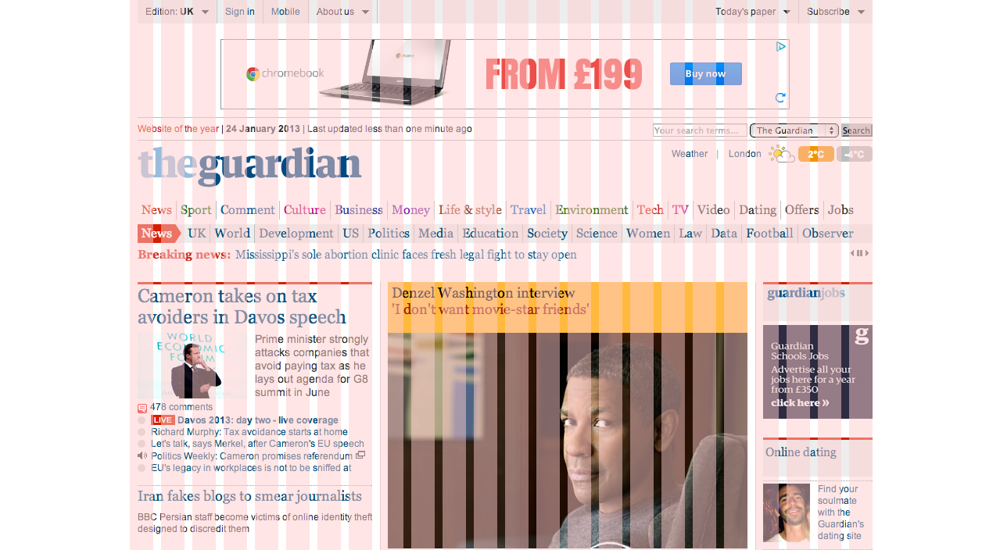 Edition: UK Sign in Mobile About us Today's paper Subscribe
chromebook FROM £199 Buy now
Website of the year | 24 January 2013 | Last updated less than one minute ago Your search terms... The Guardian Search
theguardian Weather | London 2°C -4°C
News Sport Comment Culture Business Money Life & style Travel Environment Tech TV Video Dating Offers Jobs
News UK World Development US Politics Media Education Society Science Women Law Data Football Observer
Breaking news: Mississippi's sole abortion clinic faces fresh legal fight to stay open
Cameron takes on tax
avoiders in Davos speech
WORLD
ECONOMIC
FORUM
Prime minister strongly
attacks companies that
avoid paying tax as he
lays out agenda for G8
summit in June
478 comments
LIVE Davos 2013: day two - live coverage
Richard Murphy: Tax avoidance starts at home
Let's talk, says Merkel, after Cameron's EU speech
Politics Weekly: Cameron promises referendum
EU's legacy in workplaces is not to be sniffed at
Iran fakes blogs to smear journalists
BBC Persian staff become victims of online identity theft
designed to discredit them
Denzel Washington interview
'I don't want movie-star friends'
guardianjobs
g
Guardian
Schools Jobs
Advertise all your
jobs here for a year
from £350
click here »
Online dating
Find your
soulmate
with the
Guardian's
dating site